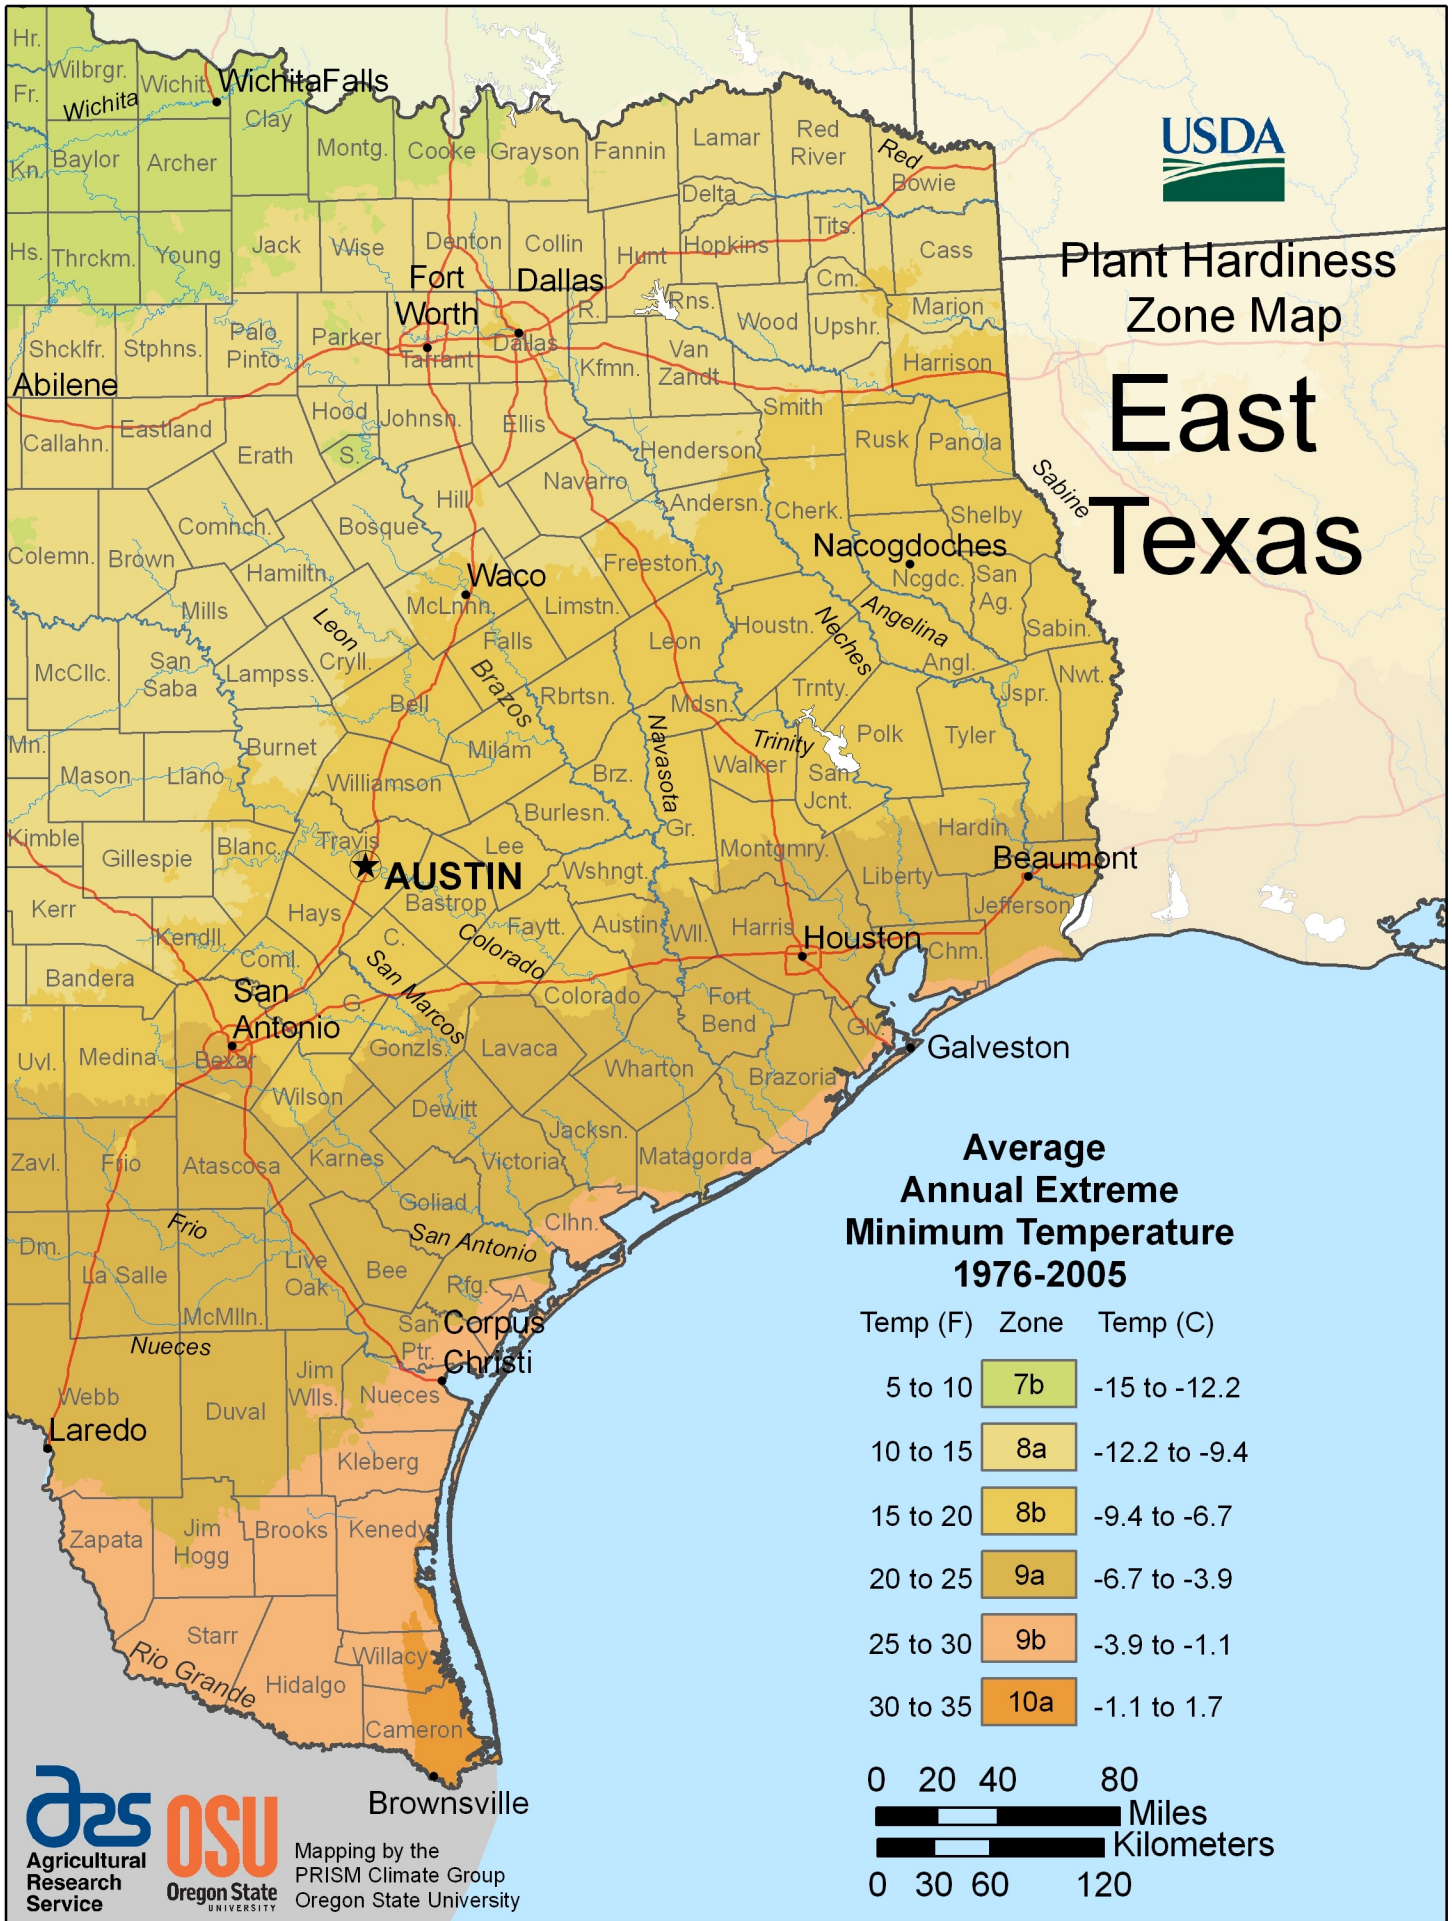 Hr.
Wilbrgr.
Wichit.
WichitaFalls
Fr.
Wichita
Clay
Kn.
Baylor
Archer
Montg.
Cooke
Grayson
Fannin
Lamar
Red
River
Red
Bowie
Delta
Hs.
Thrckm.
Young
Jack
Wise
Denton
Collin
Hunt
Hopkins
Tits.
Cass
Fort
Worth
Dallas
R.
Rns.
Cm.
Marion
Shcklfr.
Stphns.
Palo
Pinto
Parker
Tarrant
Dallas
Kfmn.
Van
Zandt
Wood
Upshr.
Harrison
Abilene
Callahn.
Eastland
Hood
Johnsn.
Ellis
Smith
Rusk
Panola
Erath
S.
Henderson
Hill
Navarro
Andersn.
Cherk.
Shelby
Sabine
Colemn.
Brown
Comnch.
Bosque
Nacogdoches
Hamiltn.
Waco
Freeston.
Ncgdc.
San
Ag.
Mills
McLnnn.
Limstn.
Leon
Falls
Leon
Houstn.
Neches
Angelina
Sabin.
McCllc.
San
Saba
Lampss.
Cryll.
Angl.
Nwt.
Bell
Brazos
Rbrtsn.
Mdsn.
Trnty.
Jspr.
Mn.
Mason
Llano
Burnet
Milam
Navasota
Trinity
Polk
Tyler
Williamson
Brz.
Walker
San
Jcnt.
Kimble
Gillespie
Blanc.
Travis
Lee
Burlesn.
Gr.
Montgmry.
Hardin
AUSTIN
Wshngt.
Liberty
Beaumont
Kerr
Kendll.
Hays
Bastrop
Faytt.
Austin
Wll.
Harris
Jefferson
Houston
Bandera
Coml.
C.
Colorado
Chm.
San
Antonio
G.
San Marcos
Colorado
Fort
Bend
Glv.
Galveston
Uvl.
Medina
Bexar
Gonzls.
Lavaca
Wharton
Brazoria
Wilson
Dewitt
Jacksn.
Matagorda
Zavl.
Frio
Atascosa
Karnes
Victoria
Goliad
Clhn.
Dm.
Frio
San Antonio
La Salle
Live
Oak
Bee
Rfg.
A.
McMlln.
San
Ptr.
Corpus
Christi
Nueces
Jim
Wlls.
Nueces
Webb
Duval
Laredo
Kleberg
Zapata
Jim
Hogg
Brooks
Kenedy
Starr
Rio Grande
Hidalgo
Willacy
Cameron
Brownsville
USDA
Plant Hardiness
Zone Map
East
Texas
Average
Annual Extreme
Minimum Temperature
1976-2005
Temp (F) Zone Temp (C)
5 to 10 7b -15 to -12.2
10 to 15 8a -12.2 to -9.4
15 to 20 8b -9.4 to -6.7
20 to 25 9a -6.7 to -3.9
25 to 30 9b -3.9 to -1.1
30 to 35 10a -1.1 to 1.7
0 20 40 80
Miles
Kilometers
0 30 60 120
ars
Agricultural
Research
Service
OSU
Oregon State
UNIVERSITY
Mapping by the
PRISM Climate Group
Oregon State University